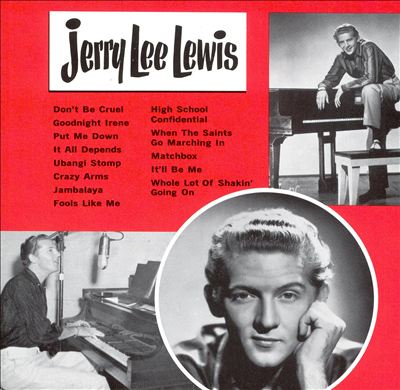 Jerry Lee Lewis
Don't Be Cruel
Goodnight Irene
Put Me Down
It All Depends
Ubangi Stomp
Crazy Arms
Jambalaya
Fools Like Me
High School
Confidential
When The Saints
Go Marching In
Matchbox
It'll Be Me
Whole Lot Of Shakin'
Going On